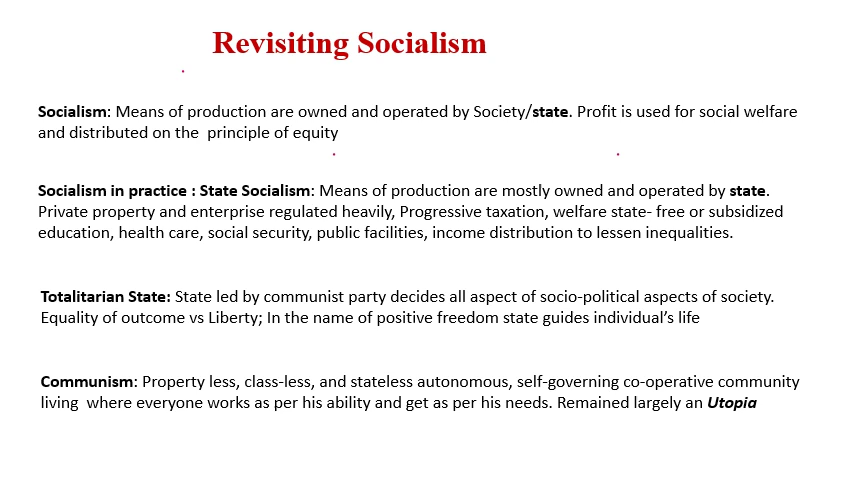 Revisiting Socialism
Socialism: Means of production are owned and operated by Society/state. Profit is used for social welfare
and distributed on the  principle of equity
Socialism in practice : State Socialism: Means of production are mostly owned and operated by state.
Private property and enterprise regulated heavily, Progressive taxation, welfare state- free or subsidized
education, health care, social security, public facilities, income distribution to lessen inequalities.
Totalitarian State: State led by communist party decides all aspect of socio-political aspects of society.
Equality of outcome vs Liberty; In the name of positive freedom state guides individual’s life
Communism: Property less, class-less, and stateless autonomous, self-governing co-operative community
living  where everyone works as per his ability and get as per his needs. Remained largely an Utopia